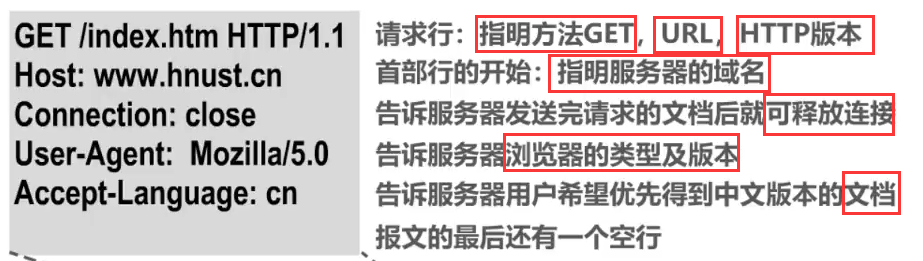 GET /index.htm HTTP/1.1 请求行：指明方法GET，URL，HTTP版本
Host: www.hnust.cn 首部行的开始：指明服务器的域名
Connection: close 告诉服务器发送完请求的文档后就可释放连接
User-Agent: Mozilla/5.0 告诉服务器浏览器的类型及版本
Accept-Language: cn 告诉服务器用户希望优先得到中文版本的文档
报文的最后还有一个空行